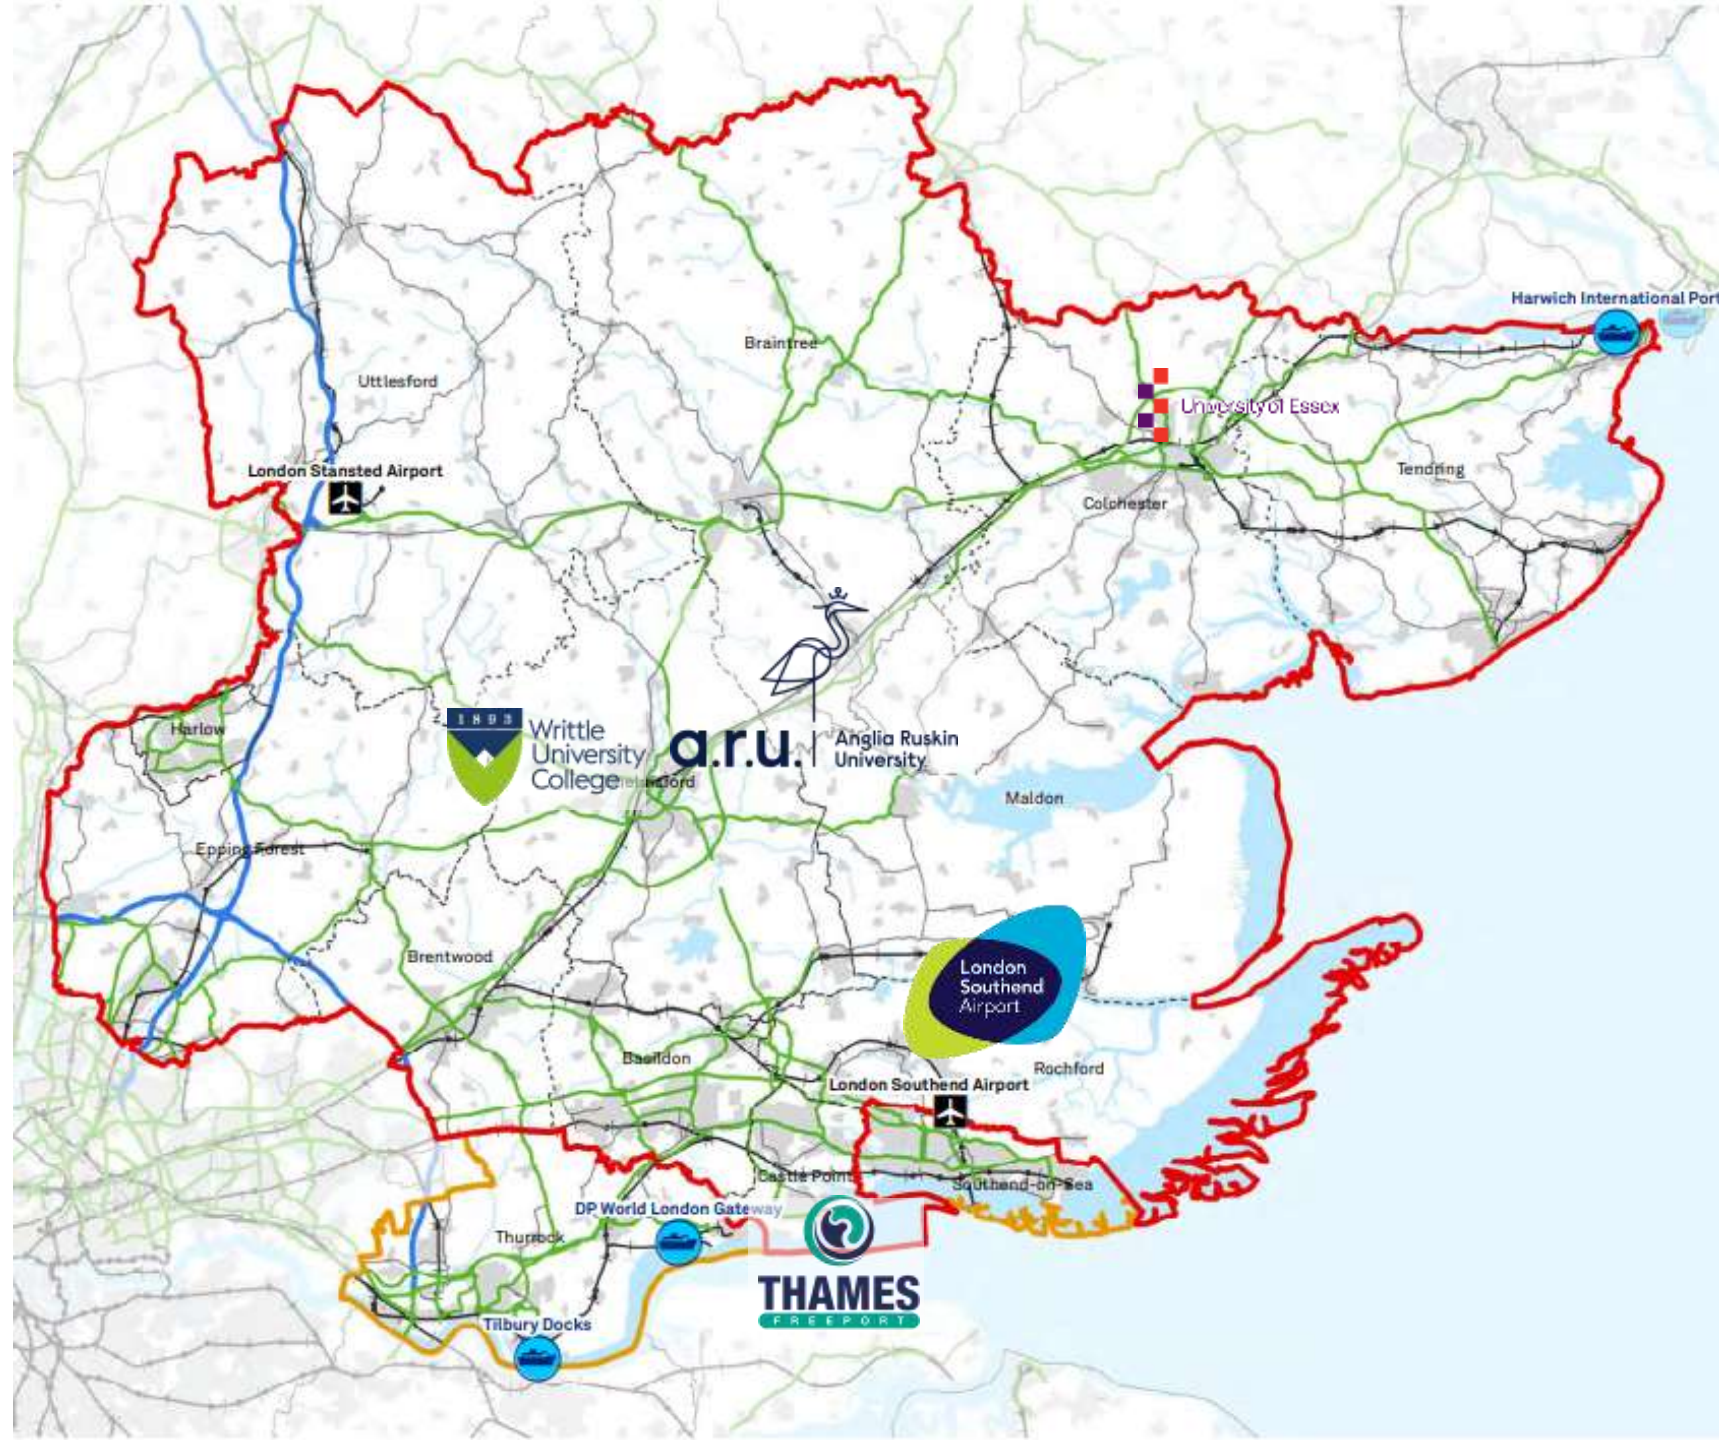 Harwich International Port
Braintree
Uttlesford
University of Essex
London Stansted Airport
Tendring
Colchester
Harlow
1893
Writtle
University
College
a.r.u.
Anglia Ruskin
University
Maldon
Epping Forest
Brentwood
London
Southend
Airport
Basildon
Rochford
London Southend Airport
Castle Point
Southend-on-Sea
DP World London Gateway
Thurrock
THAMES
FREEPORT
Tilbury Docks